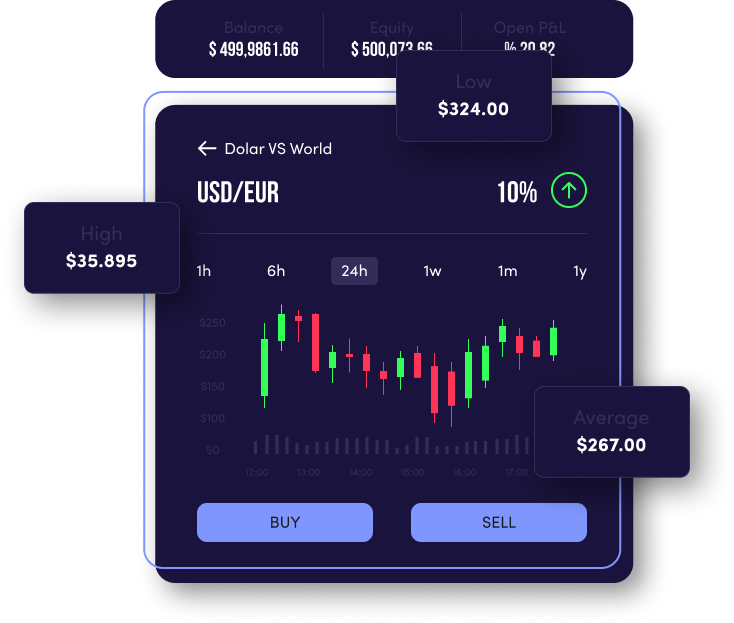 Balance
Equity
Open P&L
$ 499,9861.66
$ 500,073.66
% 20.82
Low
$324.00
Dolar VS World
USD/EUR
10%
High
$35.895
1h
6h
24h
1w
1m
1y
$250
$200
$150
$100
$0
Average
$267.00
12:00
13:00
14:00
15:00
16:00
17:00
BUY
SELL